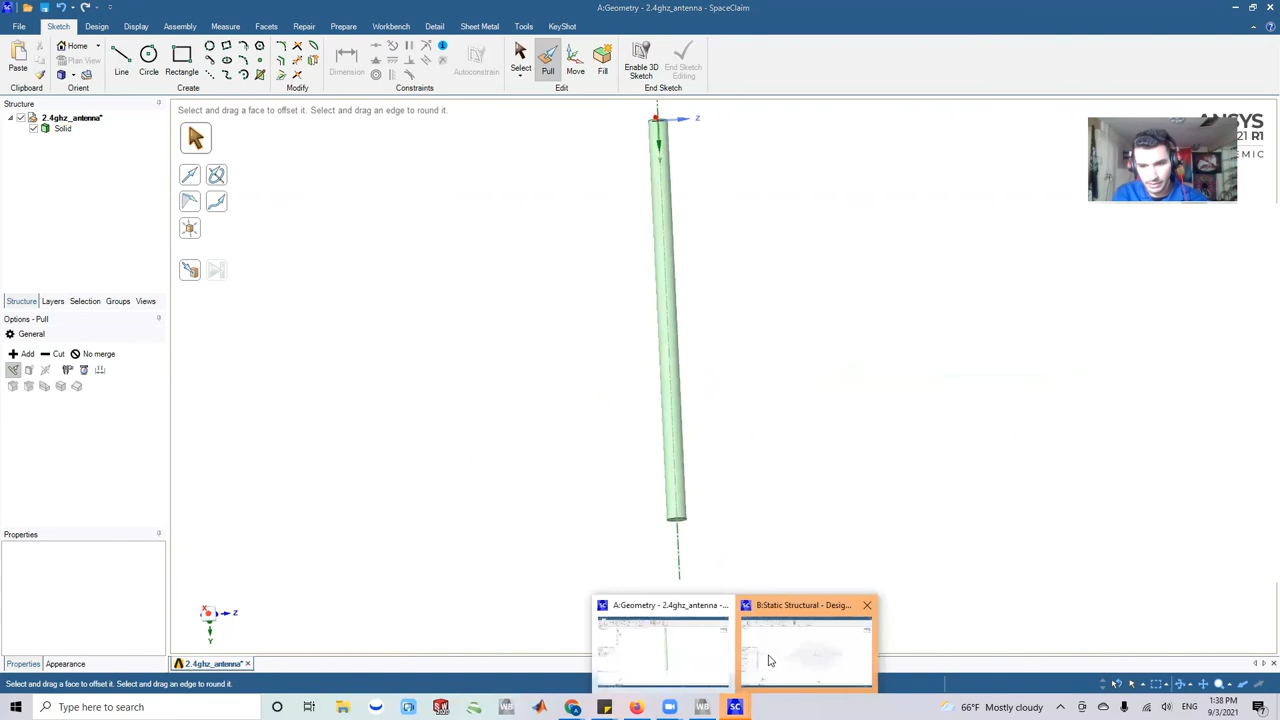 A:Geometry - 2.4ghz_antenna - SpaceClaim
File Sketch Design Display Assembly Measure Facets Repair Prepare Workbench Detail Sheet Metal Tools KeyShot
Home
Plan View
Paste
Line Circle Rectangle
Dimension
Autoconstrain
Select Pull Move Fill
Enable 3D Sketch
End Sketch Editing
Clipboard Orient Create Modify Constraints Edit End Sketch
Structure
2.4ghz_antenna*
Solid
Select and drag a face to offset it. Select and drag an edge to round it.
Z
Y
ANSYS
21 R1
EMIC
Structure Layers Selection Groups Views
Options - Pull
General
Add Cut No merge
Properties
X
Z
Y
A:Geometry - 2.4ghz_antenna -...
B:Static Structural - Desig...
Properties Appearance
2.4ghz_antenna*
Select and drag a face to offset it. Select and drag an edge to round it.
Type here to search
66°F Mostly cloudy
ENG
1:38 PM
9/3/2021